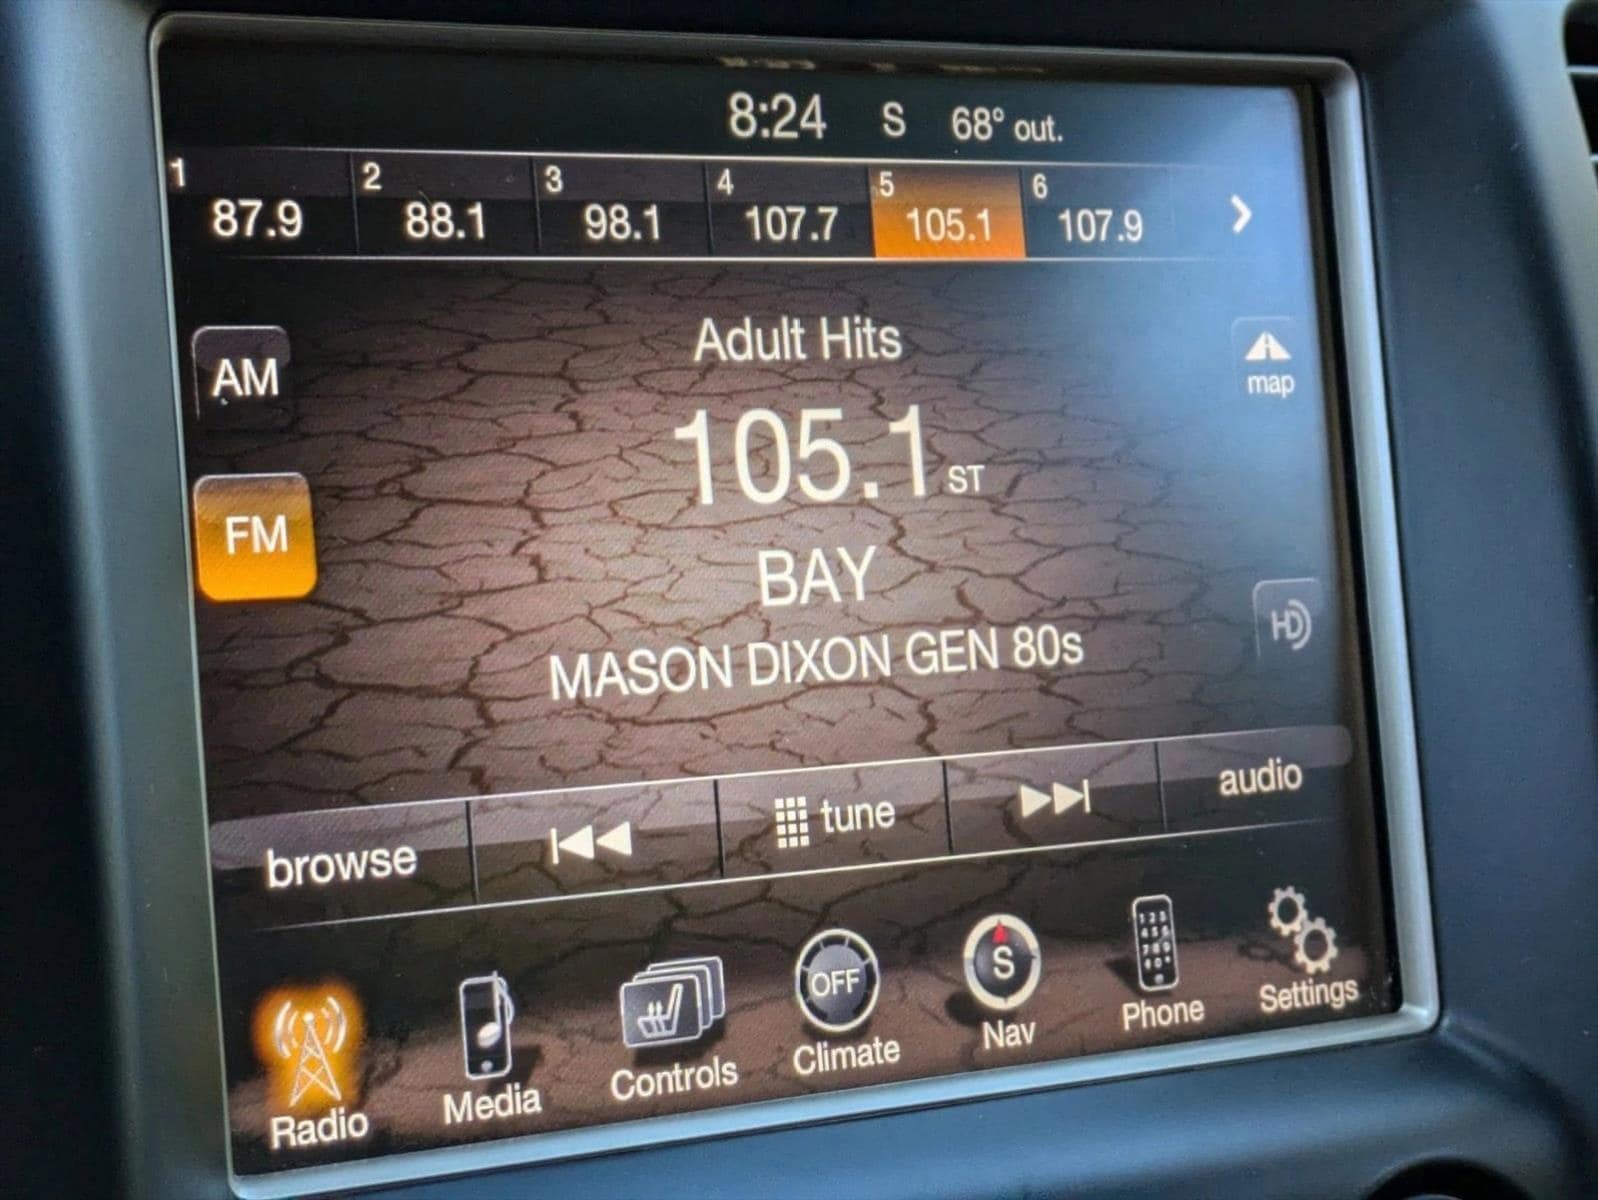 8:24 S 68° out.
1 2 3 4 5 6
87.9 88.1 98.1 107.7 105.1 107.9
Adult Hits
AM
map
105.1 ST
FM
BAY
HD
MASON DIXON GEN 80s
browse tune audio
OFF S
Radio Media Controls Climate Nav Phone Settings